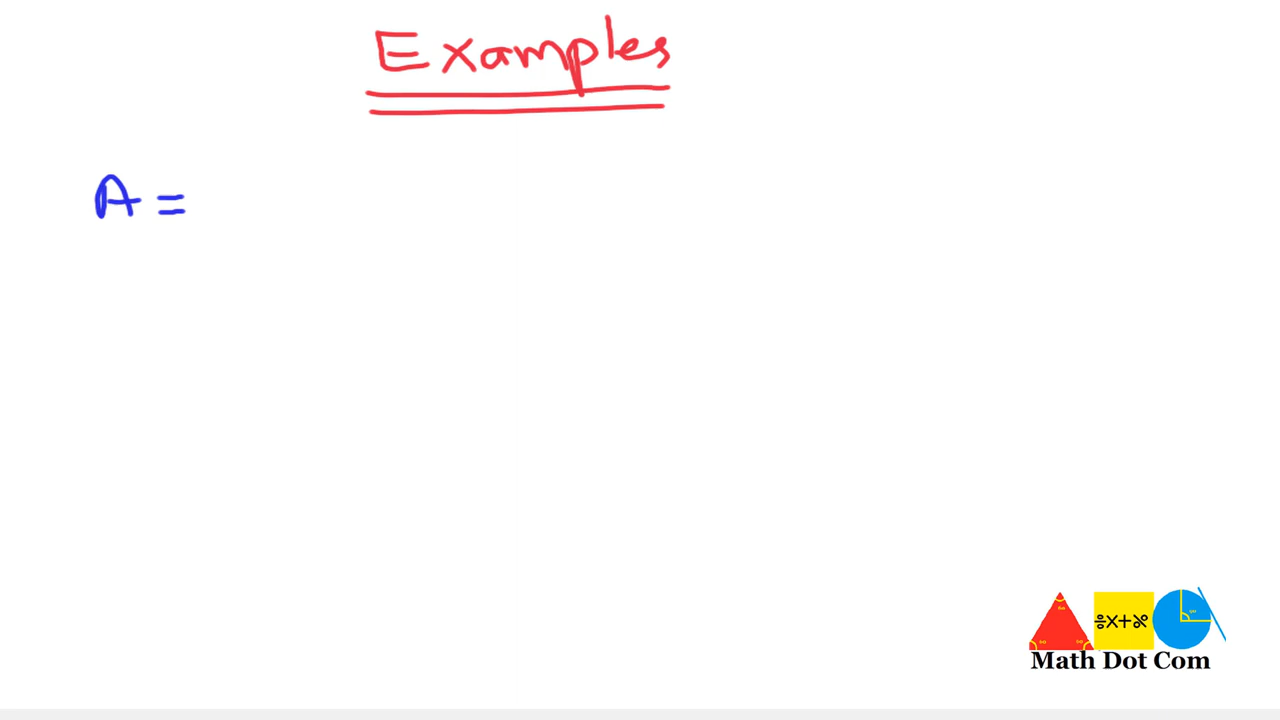 Examples
A =
÷x+%
Math Dot Com